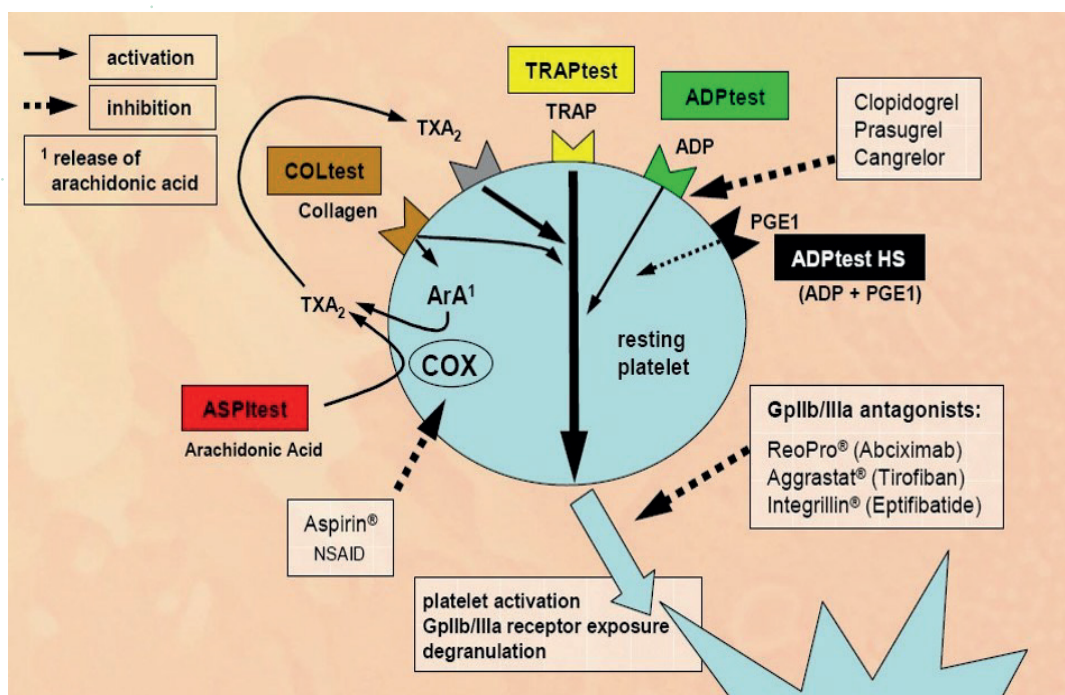 activation
inhibition
¹ release of
arachidonic acid
TRAPtest
TRAP
ADPtest
ADP
Clopidogrel
Prasugrel
Cangrelor
TXA₂
COLtest
Collagen
PGE1
ADPtest HS
(ADP + PGE1)
TXA₂
ArA¹
COX
resting
platelet
ASPItest
Arachidonic Acid
GpIIb/IIIa antagonists:
ReoPro® (Abciximab)
Aggrastat® (Tirofiban)
Integrillin® (Eptifibatide)
Aspirin®
NSAID
platelet activation
GpIIb/IIIa receptor exposure
degranulation